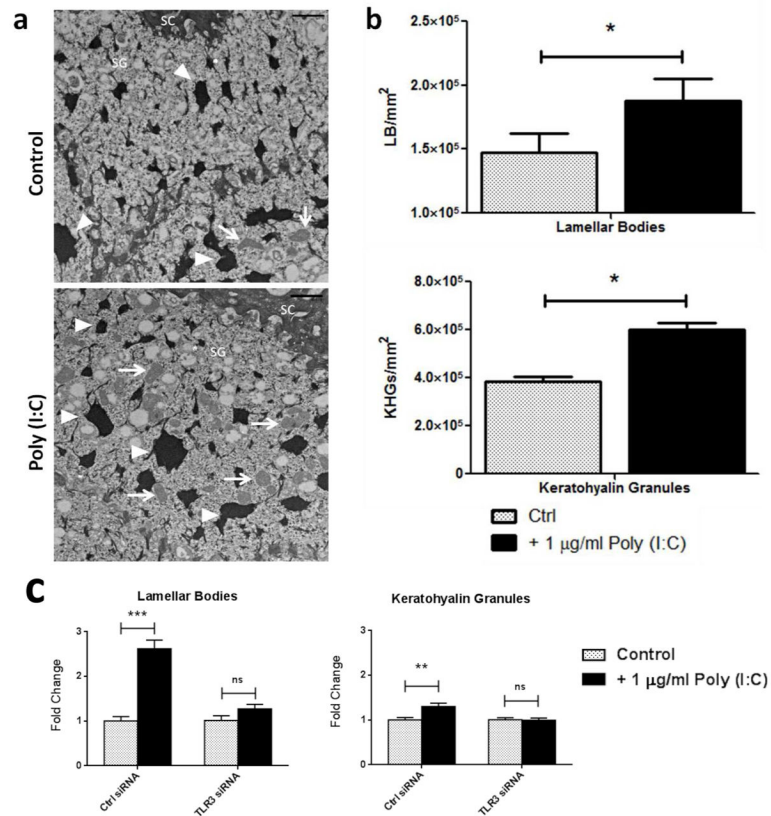 a
Control
SC
SG
Poly (I:C)
SC
SG
b
LB/mm²
2.5×10⁵
2.0×10⁵
1.5×10⁵
1.0×10⁵
*
Lamellar Bodies
KHGs/mm²
8.0×10⁵
6.0×10⁵
4.0×10⁵
2.0×10⁵
0
*
Keratohyalin Granules
Ctrl
+ 1 μg/ml Poly (I:C)
c
Lamellar Bodies
Fold Change
3
2
1
0
***
ns
Ctrl siRNA
TLR3 siRNA
Keratohyalin Granules
Fold Change
3
2
1
0
**
ns
Ctrl siRNA
TLR3 siRNA
Control
+ 1 μg/ml Poly (I:C)